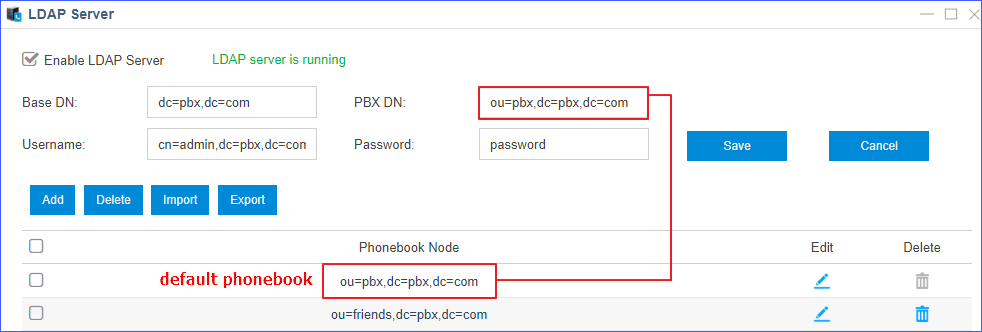 LDAP Server
Enable LDAP Server LDAP server is running
Base DN: dc=pbx,dc=com PBX DN: ou=pbx,dc=pbx,dc=com
Username: cn=admin,dc=pbx,dc=con Password: password Save Cancel
Add Delete Import Export
Phonebook Node Edit Delete
default phonebook ou=pbx,dc=pbx,dc=com
ou=friends,dc=pbx,dc=com